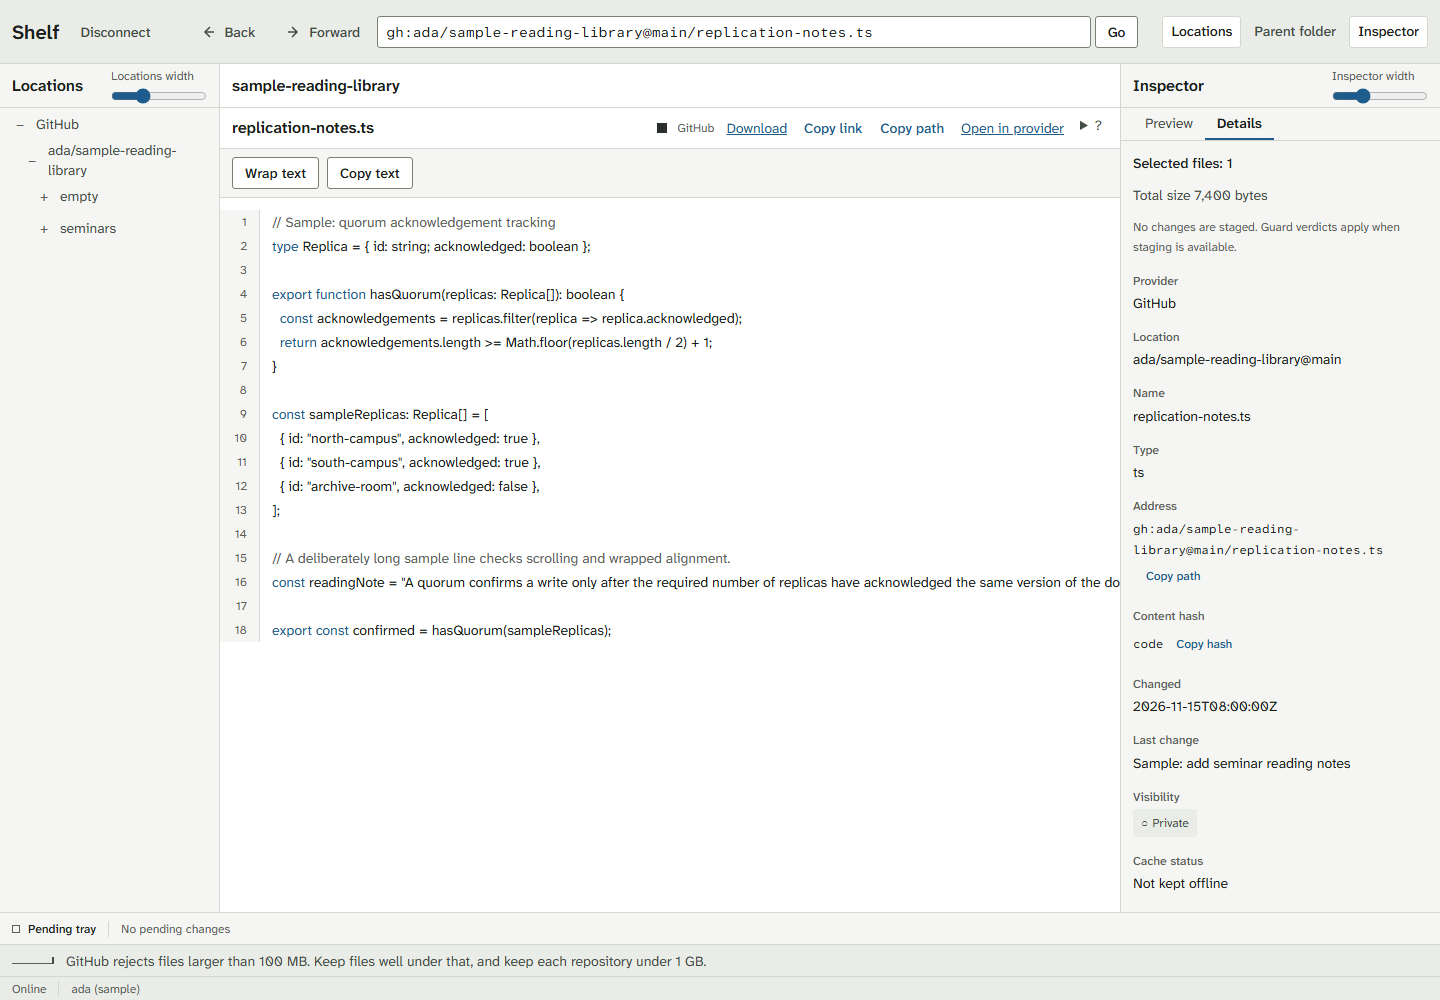 Shelf
Disconnect
Back
Forward
gh:ada/sample-reading-library@main/replication-notes.ts
Go
Locations
Parent folder
Inspector
Locations
Locations width
GitHub
ada/sample-reading-
library
empty
seminars
sample-reading-library
replication-notes.ts
GitHub
Download
Copy link
Copy path
Open in provider
?
Wrap text
Copy text
1 // Sample: quorum acknowledgement tracking
2 type Replica = { id: string; acknowledged: boolean };
3
4 export function hasQuorum(replicas: Replica[]): boolean {
5 const acknowledgements = replicas.filter(replica => replica.acknowledged);
6 return acknowledgements.length >= Math.floor(replicas.length / 2) + 1;
7 }
8
9 const sampleReplicas: Replica[] = [
10 { id: "north-campus", acknowledged: true },
11 { id: "south-campus", acknowledged: true },
12 { id: "archive-room", acknowledged: false },
13 ];
14
15 // A deliberately long sample line checks scrolling and wrapped alignment.
16 const readingNote = "A quorum confirms a write only after the required number of replicas have acknowledged the same version of the do
17
18 export const confirmed = hasQuorum(sampleReplicas);
Inspector
Inspector width
Preview
Details
Selected files: 1
Total size 7,400 bytes
No changes are staged. Guard verdicts apply when
staging is available.
Provider
GitHub
Location
ada/sample-reading-library@main
Name
replication-notes.ts
Type
ts
Address
gh:ada/sample-reading-
library@main/replication-notes.ts
Copy path
Content hash
code Copy hash
Changed
2026-11-15T08:00:00Z
Last change
Sample: add seminar reading notes
Visibility
Private
Cache status
Not kept offline
Pending tray
No pending changes
GitHub rejects files larger than 100 MB. Keep files well under that, and keep each repository under 1 GB.
Online
ada (sample)